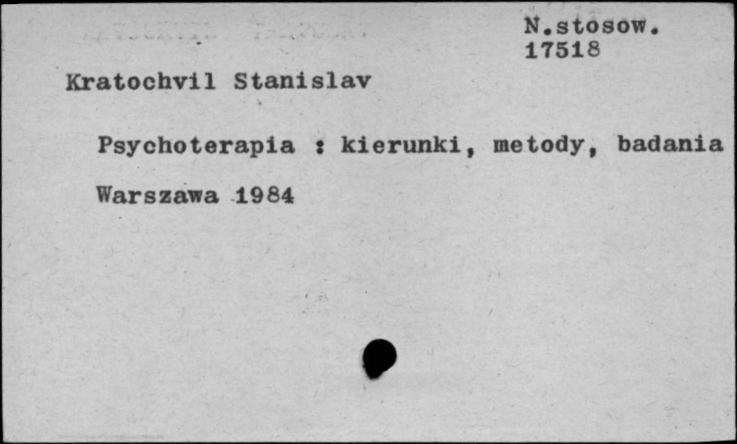 N.stosow.
17518
Kratochvil Stanislav
Psychoterapia : kierunki, metody, badania
Warszawa 1984